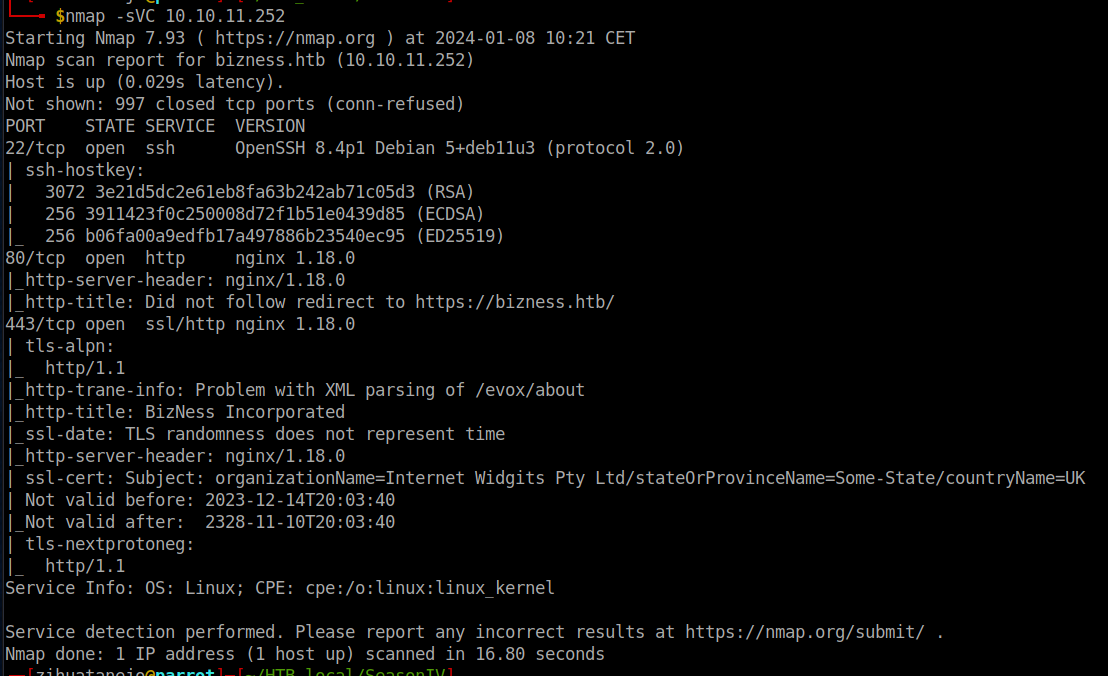 $nmap -sVC 10.10.11.252
Starting Nmap 7.93 ( https://nmap.org ) at 2024-01-08 10:21 CET
Nmap scan report for bizness.htb (10.10.11.252)
Host is up (0.029s latency).
Not shown: 997 closed tcp ports (conn-refused)
PORT    STATE SERVICE  VERSION
22/tcp  open  ssh      OpenSSH 8.4p1 Debian 5+deb11u3 (protocol 2.0)
| ssh-hostkey:
|   3072 3e21d5dc2e61eb8fa63b242ab71c05d3 (RSA)
|   256 3911423f0c250008d72f1b51e0439d85 (ECDSA)
|_  256 b06fa00a9edfb17a497886b23540ec95 (ED25519)
80/tcp  open  http     nginx 1.18.0
|_http-server-header: nginx/1.18.0
|_http-title: Did not follow redirect to https://bizness.htb/
443/tcp open  ssl/http nginx 1.18.0
| tls-alpn:
|_  http/1.1
|_http-trane-info: Problem with XML parsing of /evox/about
|_http-title: BizNess Incorporated
|_ssl-date: TLS randomness does not represent time
|_http-server-header: nginx/1.18.0
| ssl-cert: Subject: organizationName=Internet Widgits Pty Ltd/stateOrProvinceName=Some-State/countryName=UK
| Not valid before: 2023-12-14T20:03:40
|_Not valid after:  2328-11-10T20:03:40
| tls-nextprotoneg:
|_  http/1.1
Service Info: OS: Linux; CPE: cpe:/o:linux:linux_kernel
Service detection performed. Please report any incorrect results at https://nmap.org/submit/ .
Nmap done: 1 IP address (1 host up) scanned in 16.80 seconds